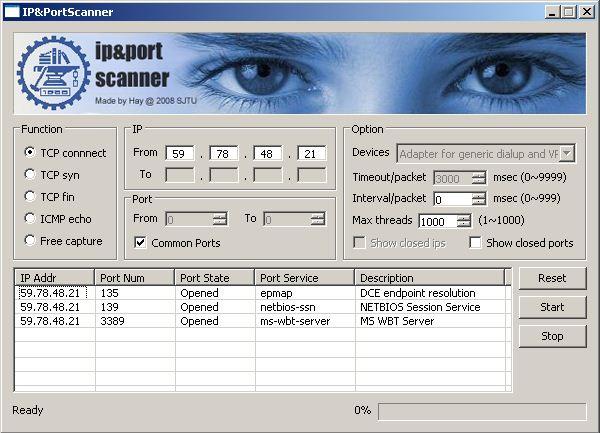 IP&PortScanner
ip&port
scanner
Made by Hay @ 2008 SJTU
1896
Function
TCP connnect
TCP syn
TCP fin
ICMP echo
Free capture
IP
From 59 . 78 . 48 . 21
To . . .
Port
From 0 To 0
Common Ports
Option
Devices Adapter for generic dialup and VP
Timeout/packet 3000 msec (0~9999)
Interval/packet 0 msec (0~999)
Max threads 1000 (1~1000)
Show closed ips Show closed ports
IP Addr Port Num Port State Port Service Description
59.78.48.21 135 Opened epmap DCE endpoint resolution
59.78.48.21 139 Opened netbios-ssn NETBIOS Session Service
59.78.48.21 3389 Opened ms-wbt-server MS WBT Server
Reset
Start
Stop
Ready 0%